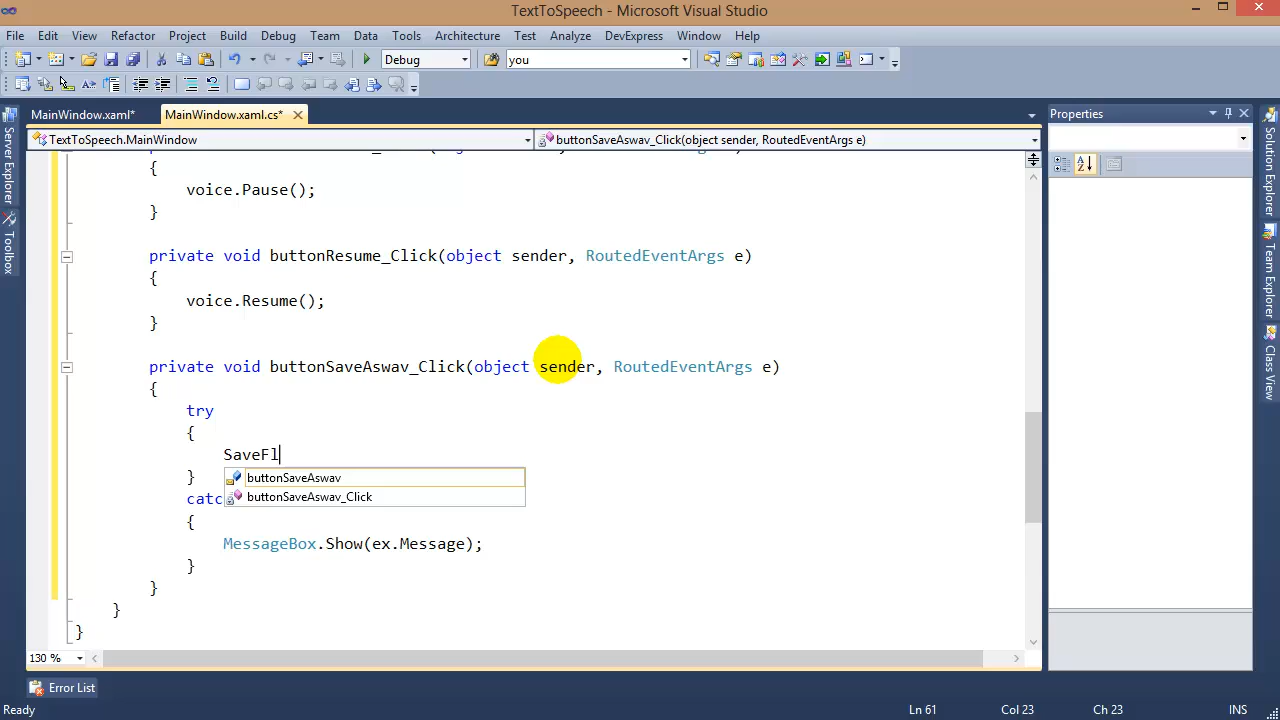 TextToSpeech - Microsoft Visual Studio
File Edit View Refactor Project Build Debug Team Data Tools Architecture Test Analyze DevExpress Window Help
Debug you
MainWindow.xaml* MainWindow.xaml.cs*
TextToSpeech.MainWindow buttonSaveAswav_Click(object sender, RoutedEventArgs e)
{
voice.Pause();
}
private void buttonResume_Click(object sender, RoutedEventArgs e)
{
voice.Resume();
}
private void buttonSaveAswav_Click(object sender, RoutedEventArgs e)
{
try
{
SaveFl
}
buttonSaveAswav
catc
buttonSaveAswav_Click
{
MessageBox.Show(ex.Message);
}
}
}
}
130 %
Error List
Ready Ln 61 Col 23 Ch 23 INS
Server Explorer
Toolbox
Properties
Solution Explorer
Team Explorer
Class View